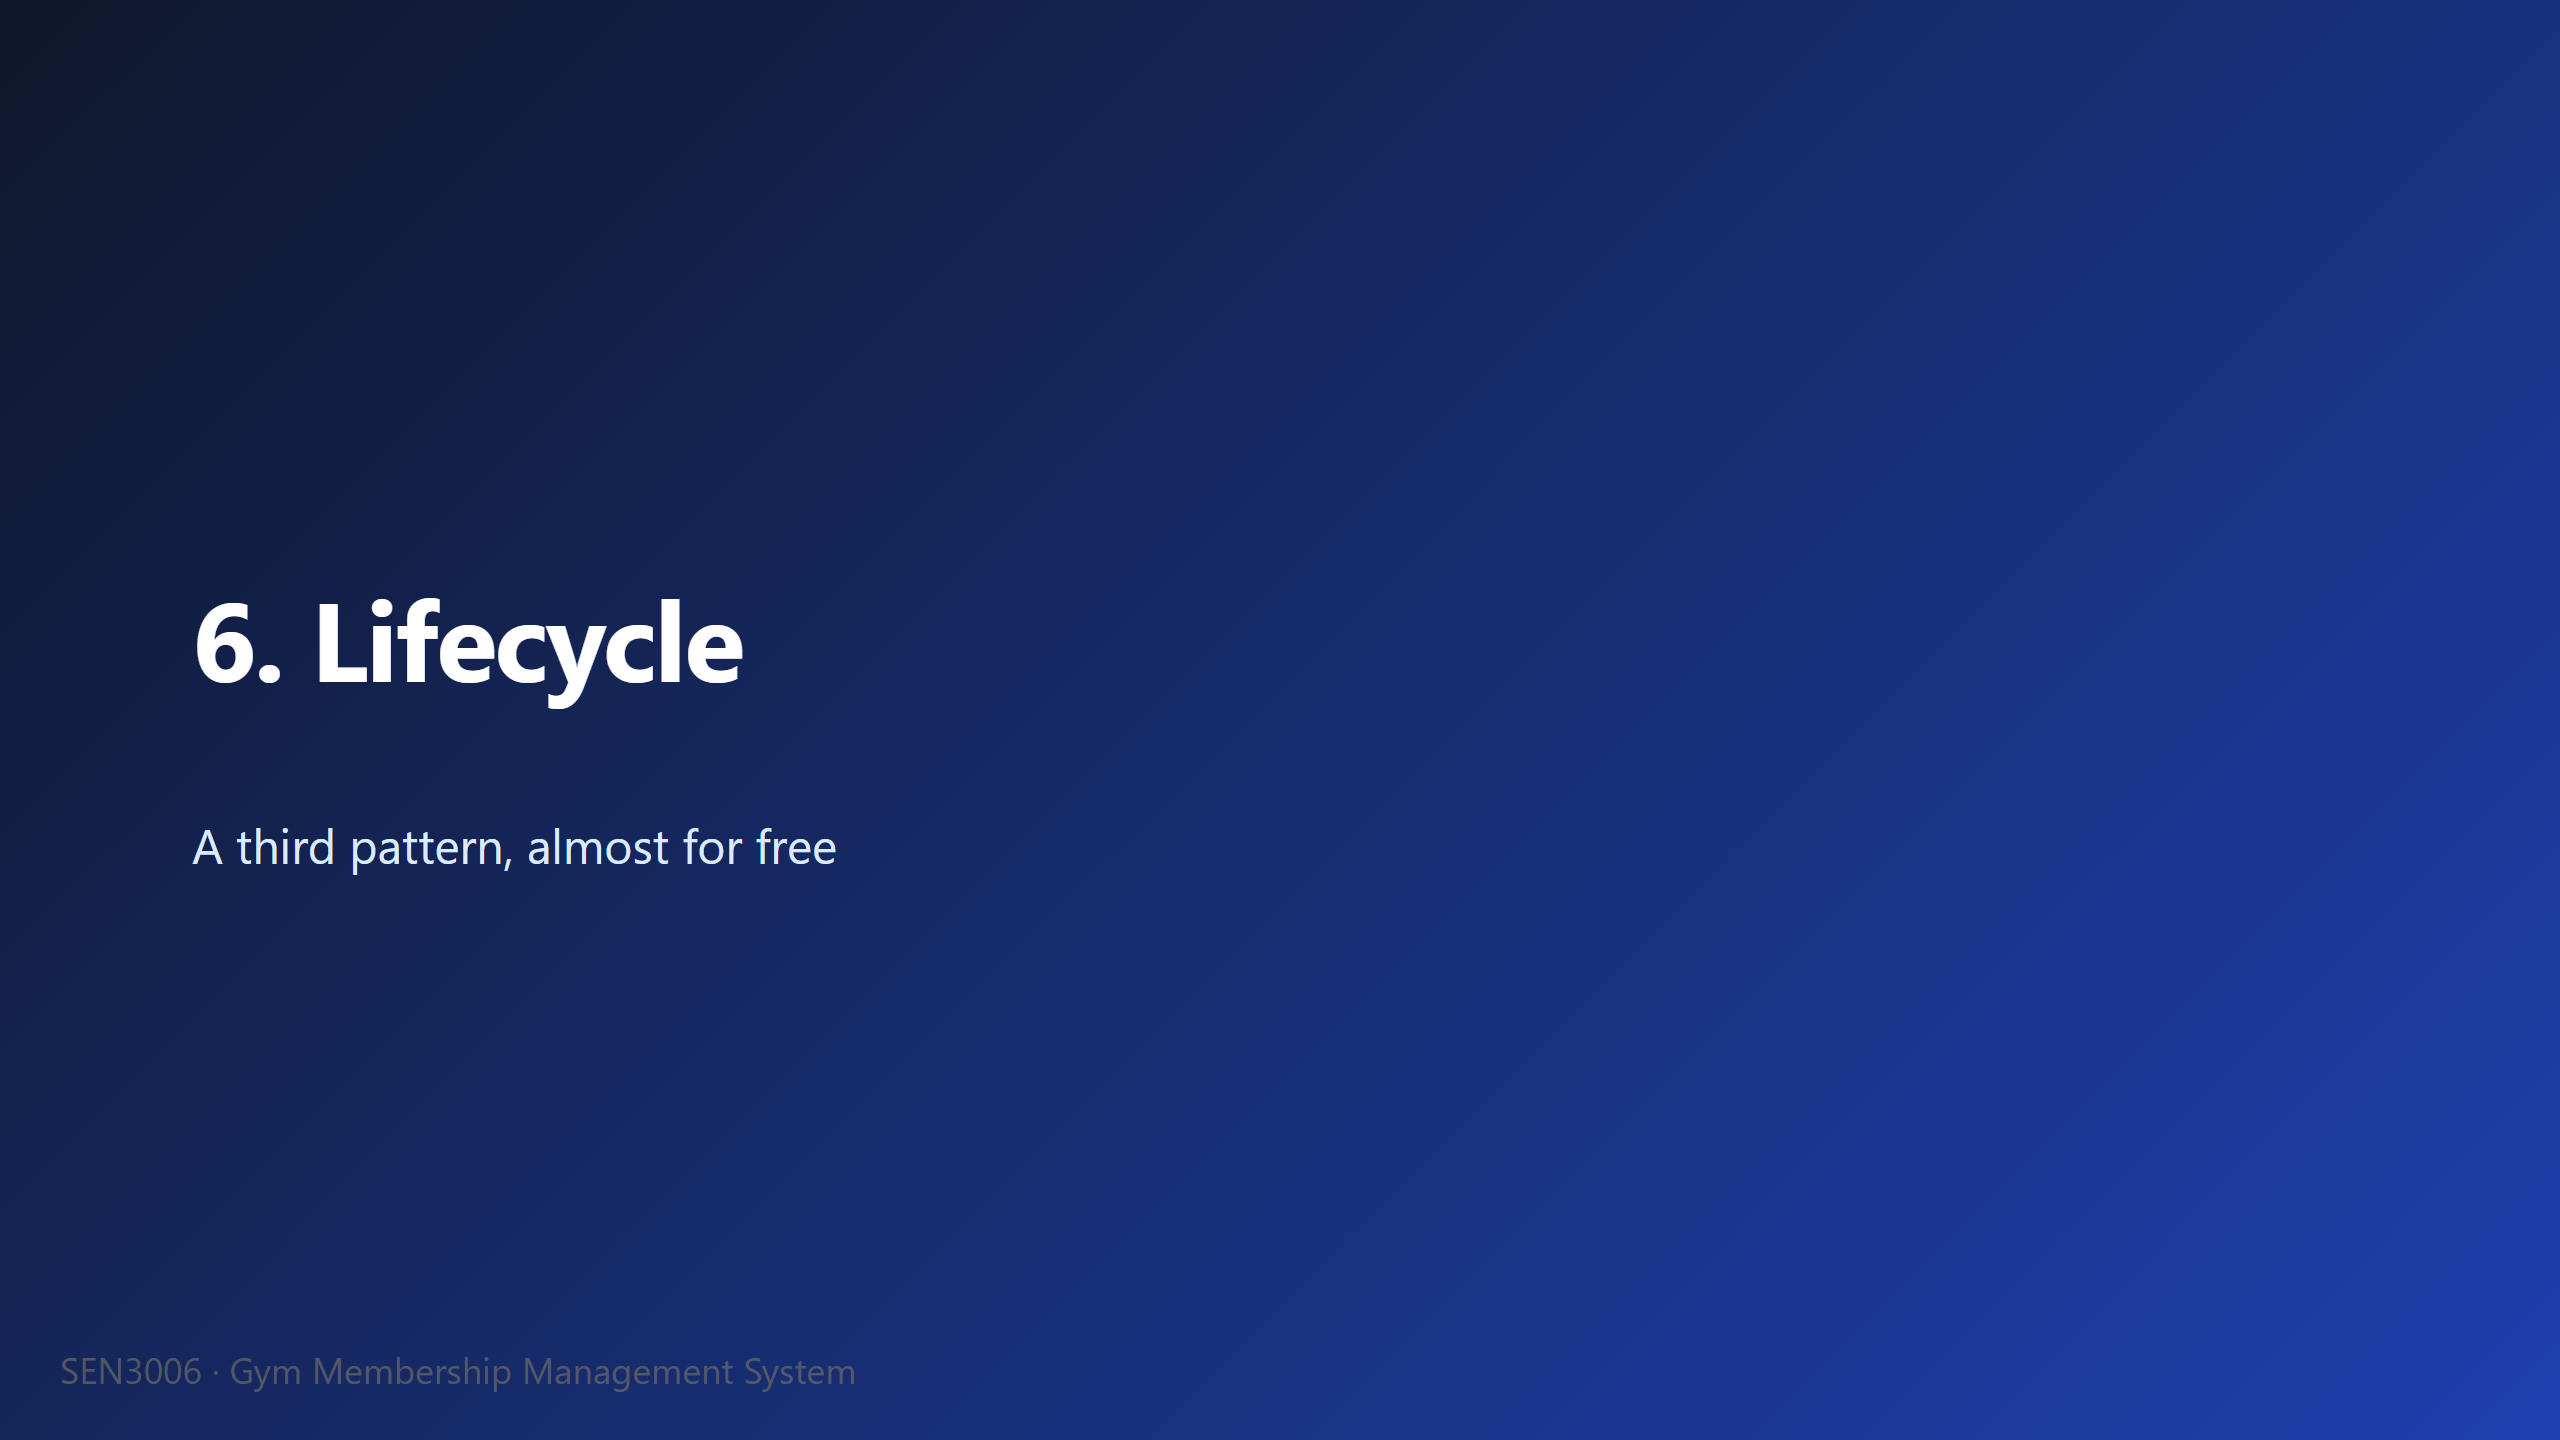 6. Lifecycle
A third pattern, almost for free
SEN3006 · Gym Membership Management System